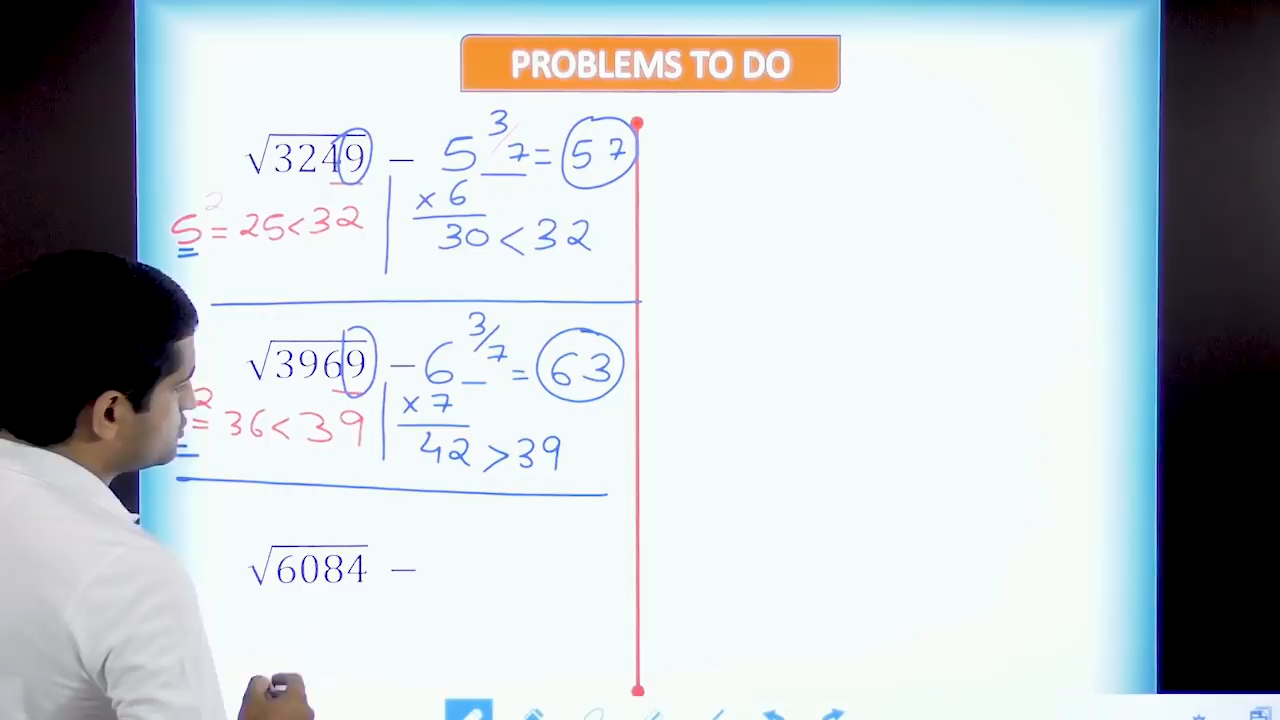 PROBLEMS TO DO
√3249 – 5 3/7 = 57
5² = 25 < 32
× 6
30 < 32
√3969 – 6 3/7 = 63
² = 36 < 39
× 7
42 > 39
√6084 –